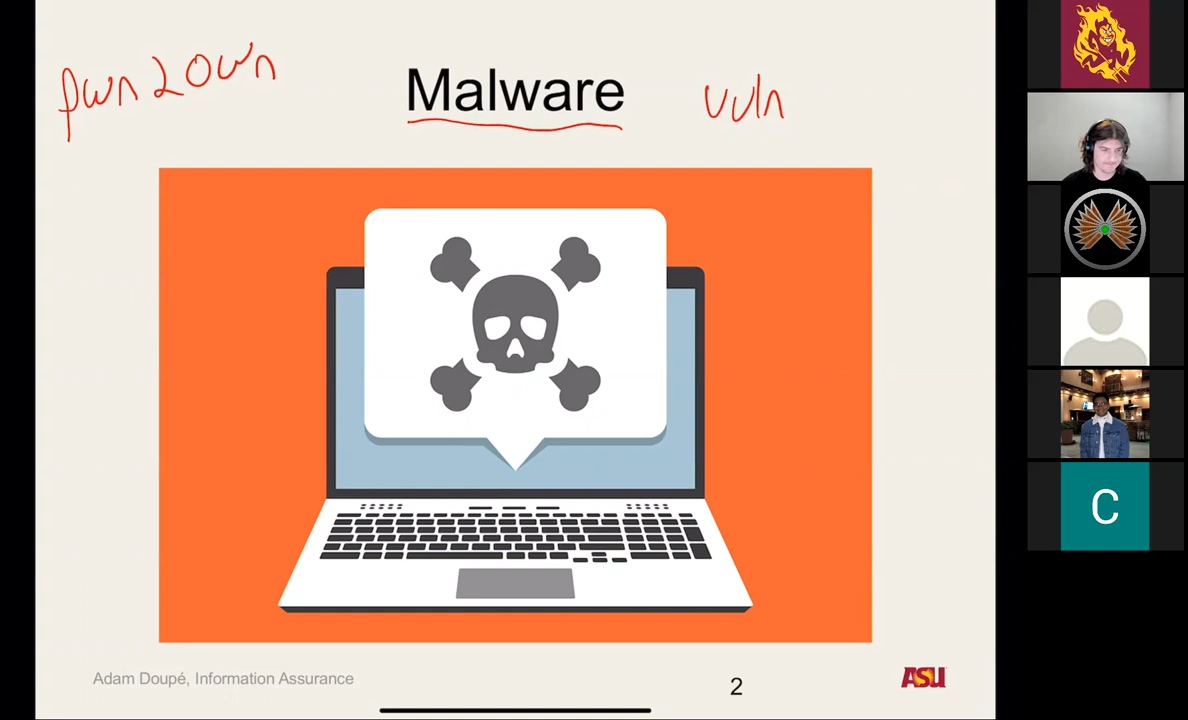 pwn2own
Malware
vuln
Adam Doupé, Information Assurance
2
ASU
C